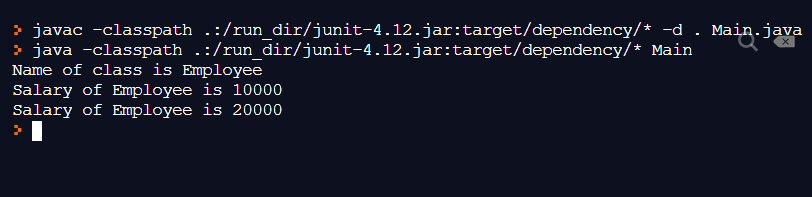 > javac -classpath .:/run_dir/junit-4.12.jar:target/dependency/* -d . Main.java
> java -classpath .:/run_dir/junit-4.12.jar:target/dependency/* Main
Name of class is Employee
Salary of Employee is 10000
Salary of Employee is 20000
>